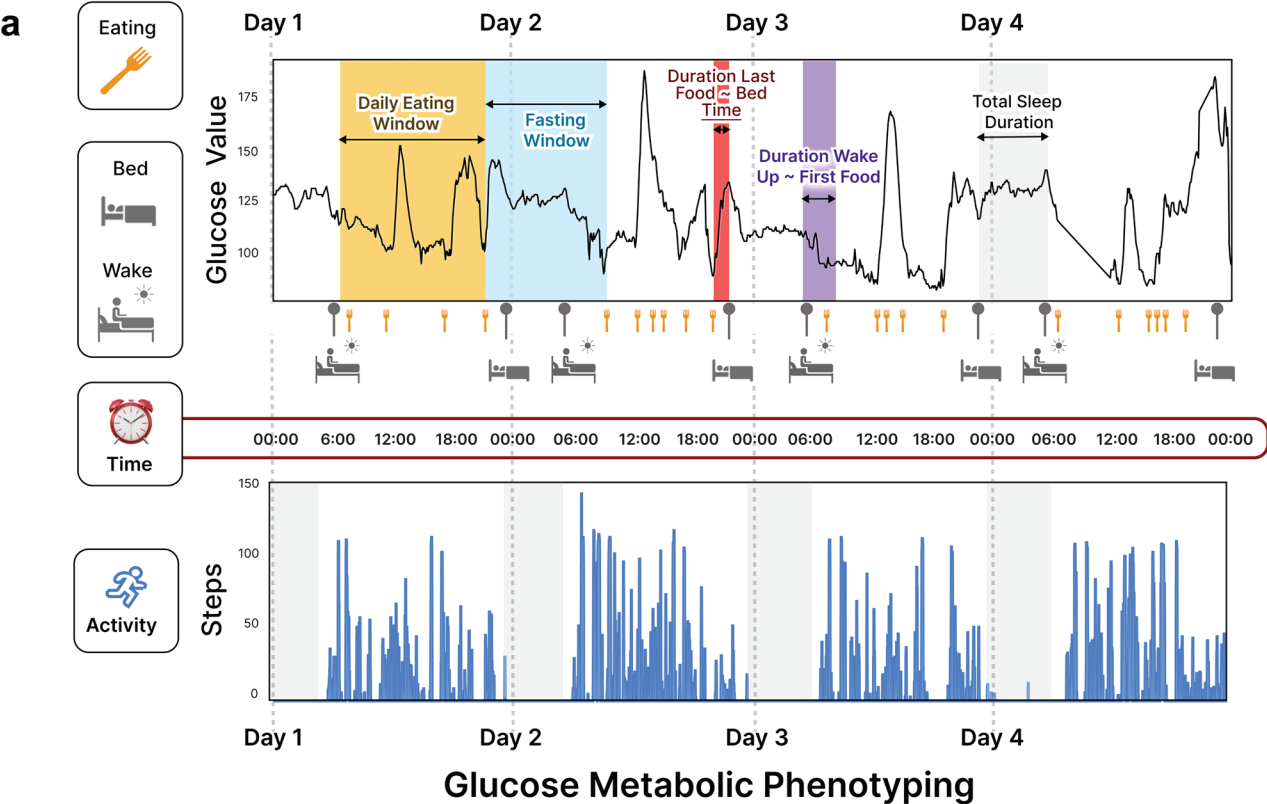 a
Day 1
Day 2
Day 3
Day 4
Eating
Bed
Wake
Glucose Value
175
150
125
100
Daily Eating
Window
Fasting
Window
Duration Last
Food ~ Bed
Time
Duration Wake
Up ~ First Food
Total Sleep
Duration
Time
00:00 6:00 12:00 18:00 00:00 06:00 12:00 18:00 00:00 06:00 12:00 18:00 00:00 06:00 12:00 18:00 00:00
Activity
Steps
150
100
50
0
Day 1
Day 2
Day 3
Day 4
Glucose Metabolic Phenotyping